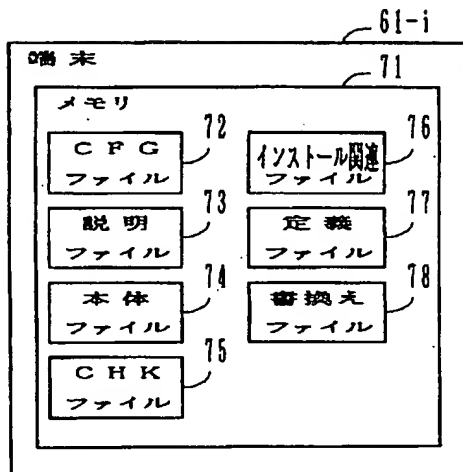 61-i
端末
71
メモリ
72
CFG
ファイル
76
インストール関連
ファイル
73
説明
ファイル
77
定義
ファイル
74
本体
ファイル
78
書換え
ファイル
75
CHK
ファイル